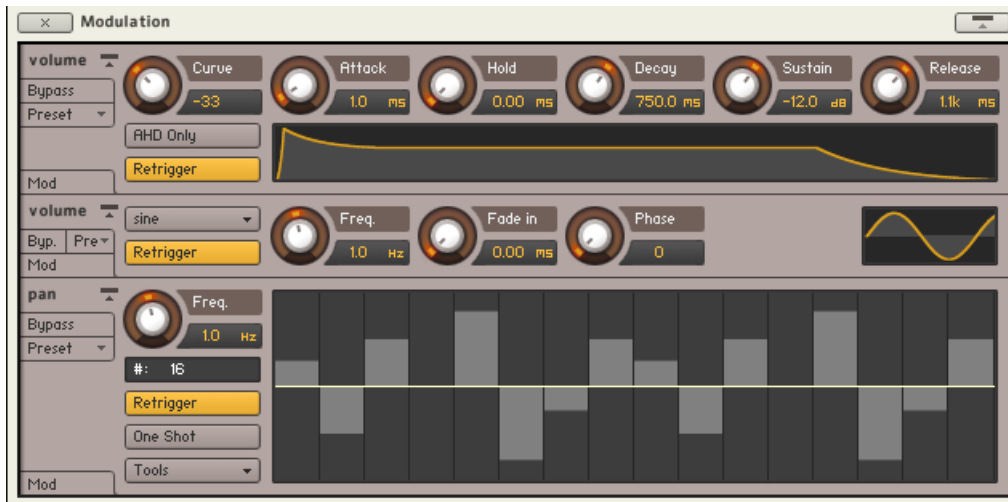 × Modulation
volume Curve Attack Hold Decay Sustain Release
Bypass -33 1.0 ms 0.00 ms 750.0 ms -12.0 dB 1.1k ms
Preset
AHD Only
Retrigger
Mod
volume sine Freq. Fade in Phase
Byp. Pre Retrigger 1.0 Hz 0.00 ms 0
Mod
pan Freq.
Bypass 1.0 Hz
Preset
#: 16
Retrigger
One Shot
Tools
Mod